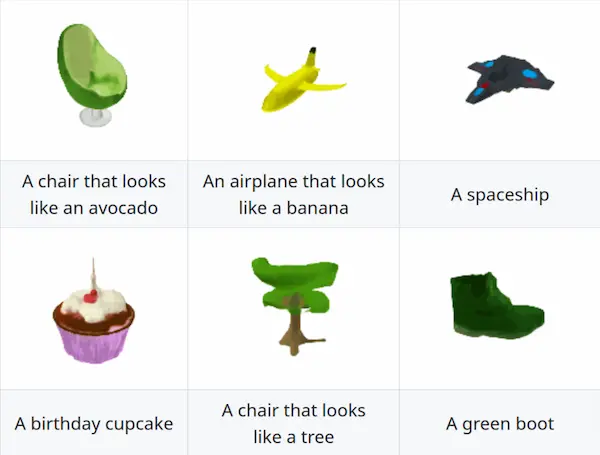 A chair that looks
like an avocado
An airplane that looks
like a banana
A spaceship
A birthday cupcake
A chair that looks
like a tree
A green boot